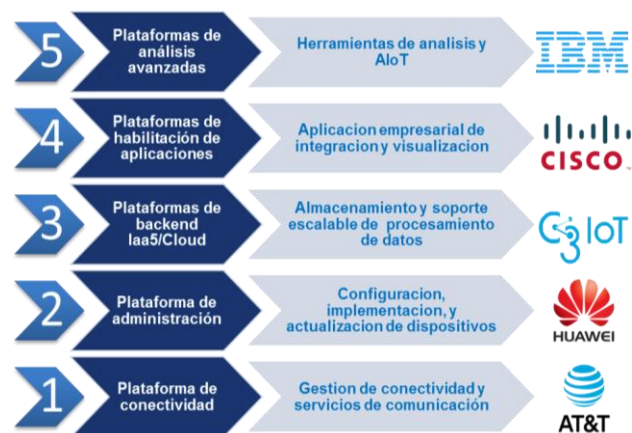 5
Plataformas de
análisis
avanzadas
Herramientas de analisis y
AIoT
IBM
4
Plataformas de
habilitación de
aplicaciones
Aplicacion empresarial de
integracion y visualizacion
CISCO
3
Plataformas de
backend
Iaa5/Cloud
Almacenamiento y soporte
escalable de procesamiento
de datos
C3 IoT
2
Plataforma de
administración
Configuracion,
implementacion, y
actualizacion de dispositivos
HUAWEI
1
Plataforma de
conectividad
Gestion de conectividad y
servicios de comunicación
AT&T